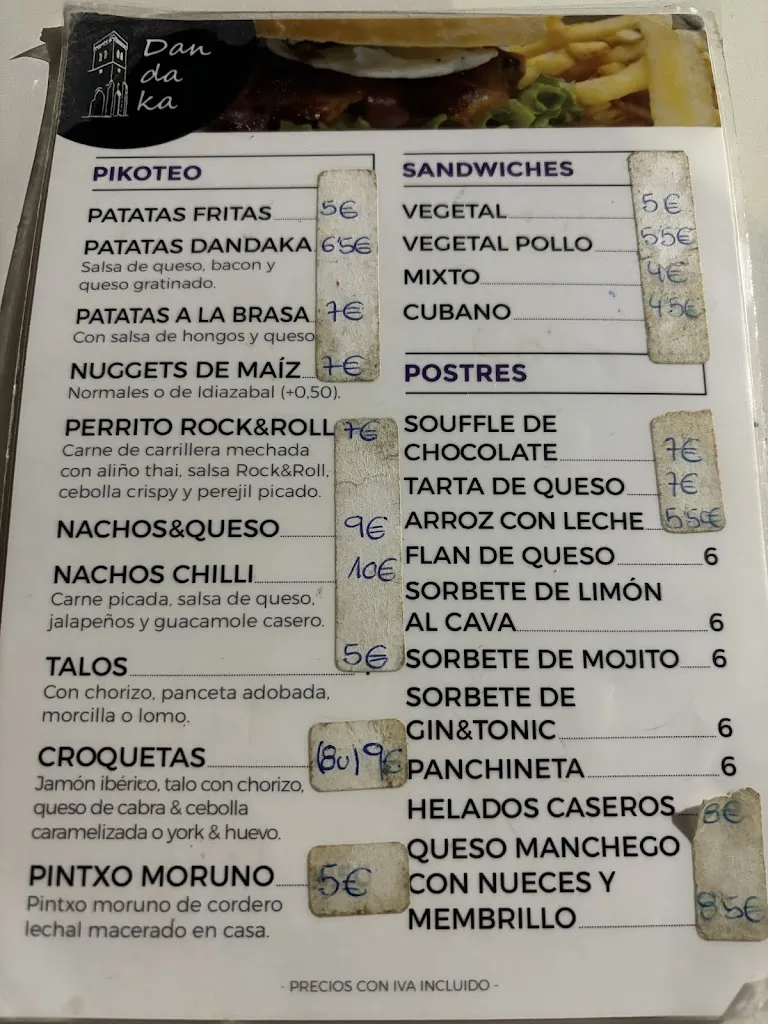 Dan
da
ka
PIKOTEO
PATATAS FRITAS 5€
PATATAS DANDAKA 6'5€
Salsa de queso, bacon y
queso gratinado.
PATATAS A LA BRASA 7€
Con salsa de hongos y queso
NUGGETS DE MAÍZ 7€
Normales o de Idiazabal (+0,50).
PERRITO ROCK&ROLL 7€
Carne de carrillera mechada
con aliño thai, salsa Rock&Roll,
cebolla crispy y perejil picado.
NACHOS&QUESO 9€
NACHOS CHILLI 10€
Carne picada, salsa de queso,
jalapeños y guacamole casero.
TALOS 5€
Con chorizo, panceta adobada,
morcilla o lomo.
CROQUETAS (8u) 9€
Jamón ibérico, talo con chorizo,
queso de cabra & cebolla
caramelizada o york & huevo.
PINTXO MORUNO 5€
Pintxo moruno de cordero
lechal macerado en casa.
SANDWICHES
VEGETAL 5€
VEGETAL POLLO 5'5€
MIXTO 4€
CUBANO 4'5€
POSTRES
SOUFFLE DE
CHOCOLATE 7€
TARTA DE QUESO 7€
ARROZ CON LECHE 5'50€
FLAN DE QUESO 6
SORBETE DE LIMÓN
AL CAVA 6
SORBETE DE MOJITO 6
SORBETE DE
GIN&TONIC 6
PANCHINETA 6
HELADOS CASEROS 8€
QUESO MANCHEGO
CON NUECES Y
MEMBRILLO 8'5€
- PRECIOS CON IVA INCLUIDO -